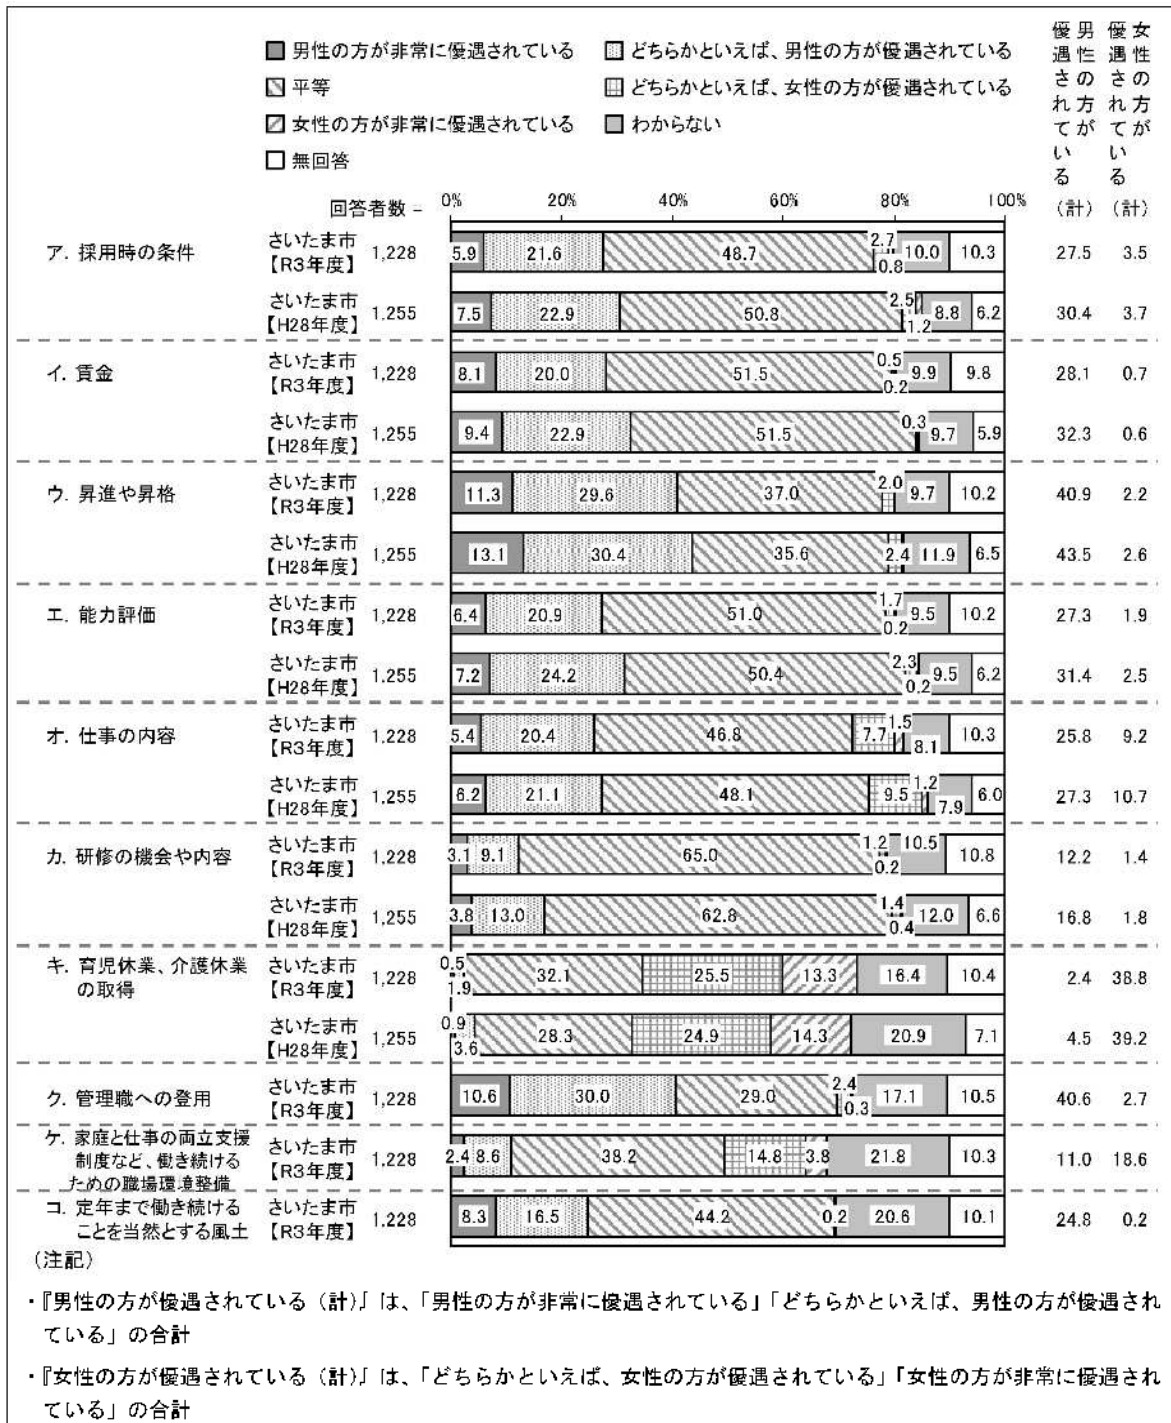 ■ 男性の方が非常に優遇されている
どちらかといえば、男性の方が優遇されている
平等
どちらかといえば、女性の方が優遇されている
女性の方が非常に優遇されている
わからない
□ 無回答
男性の方が優遇されている
(計)
女性の方が優遇されている
(計)
回答者数 =
0% 20% 40% 60% 80% 100%
ア. 採用時の条件
さいたま市【R3年度】 1,228 5.9 21.6 48.7 2.7 0.8 10.0 10.3 27.5 3.5
さいたま市【H28年度】 1,255 7.5 22.9 50.8 2.5 1.2 8.8 6.2 30.4 3.7
イ. 賃金
さいたま市【R3年度】 1,228 8.1 20.0 51.5 0.5 0.2 9.9 9.8 28.1 0.7
さいたま市【H28年度】 1,255 9.4 22.9 51.5 0.3 9.7 5.9 32.3 0.6
ウ. 昇進や昇格
さいたま市【R3年度】 1,228 11.3 29.6 37.0 2.0 9.7 10.2 40.9 2.2
さいたま市【H28年度】 1,255 13.1 30.4 35.6 2.4 11.9 6.5 43.5 2.6
エ. 能力評価
さいたま市【R3年度】 1,228 6.4 20.9 51.0 1.7 0.2 9.5 10.2 27.3 1.9
さいたま市【H28年度】 1,255 7.2 24.2 50.4 2.3 0.2 9.5 6.2 31.4 2.5
オ. 仕事の内容
さいたま市【R3年度】 1,228 5.4 20.4 46.8 7.7 1.5 8.1 10.3 25.8 9.2
さいたま市【H28年度】 1,255 6.2 21.1 48.1 9.5 1.2 7.9 6.0 27.3 10.7
カ. 研修の機会や内容
さいたま市【R3年度】 1,228 3.1 9.1 65.0 1.2 0.2 10.5 10.8 12.2 1.4
さいたま市【H28年度】 1,255 3.8 13.0 62.8 1.4 0.4 12.0 6.6 16.8 1.8
キ. 育児休業、介護休業
の取得
さいたま市【R3年度】 1,228 0.5 1.9 32.1 25.5 13.3 16.4 10.4 2.4 38.8
さいたま市【H28年度】 1,255 0.9 3.6 28.3 24.9 14.3 20.9 7.1 4.5 39.2
ク. 管理職への登用
さいたま市【R3年度】 1,228 10.6 30.0 29.0 2.4 0.3 17.1 10.5 40.6 2.7
ケ. 家庭と仕事の両立支援
制度など、働き続ける
ための職場環境整備
さいたま市【R3年度】 1,228 2.4 8.6 38.2 14.8 3.8 21.8 10.3 11.0 18.6
コ. 定年まで働き続ける
ことを当然とする風土
さいたま市【R3年度】 1,228 8.3 16.5 44.2 0.2 20.6 10.1 24.8 0.2
（注記）
・『男性の方が優遇されている（計）』は、「男性の方が非常に優遇されている」「どちらかといえば、男性の方が優遇され
ている」の合計
・『女性の方が優遇されている（計）』は、「どちらかといえば、女性の方が優遇されている」「女性の方が非常に優遇され
ている」の合計